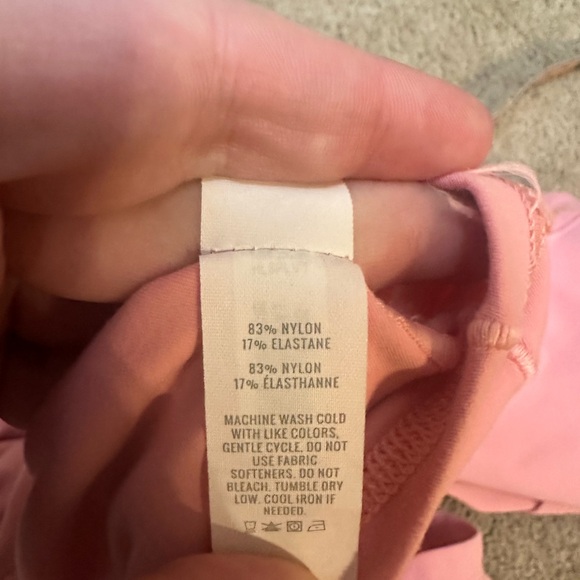 83% NYLON
17% ELASTANE
83% NYLON
17% ÉLASTHANNE
MACHINE WASH COLD
WITH LIKE COLORS,
GENTLE CYCLE. DO NOT
USE FABRIC
SOFTENERS. DO NOT
BLEACH. TUMBLE DRY
LOW. COOL IRON IF
NEEDED.